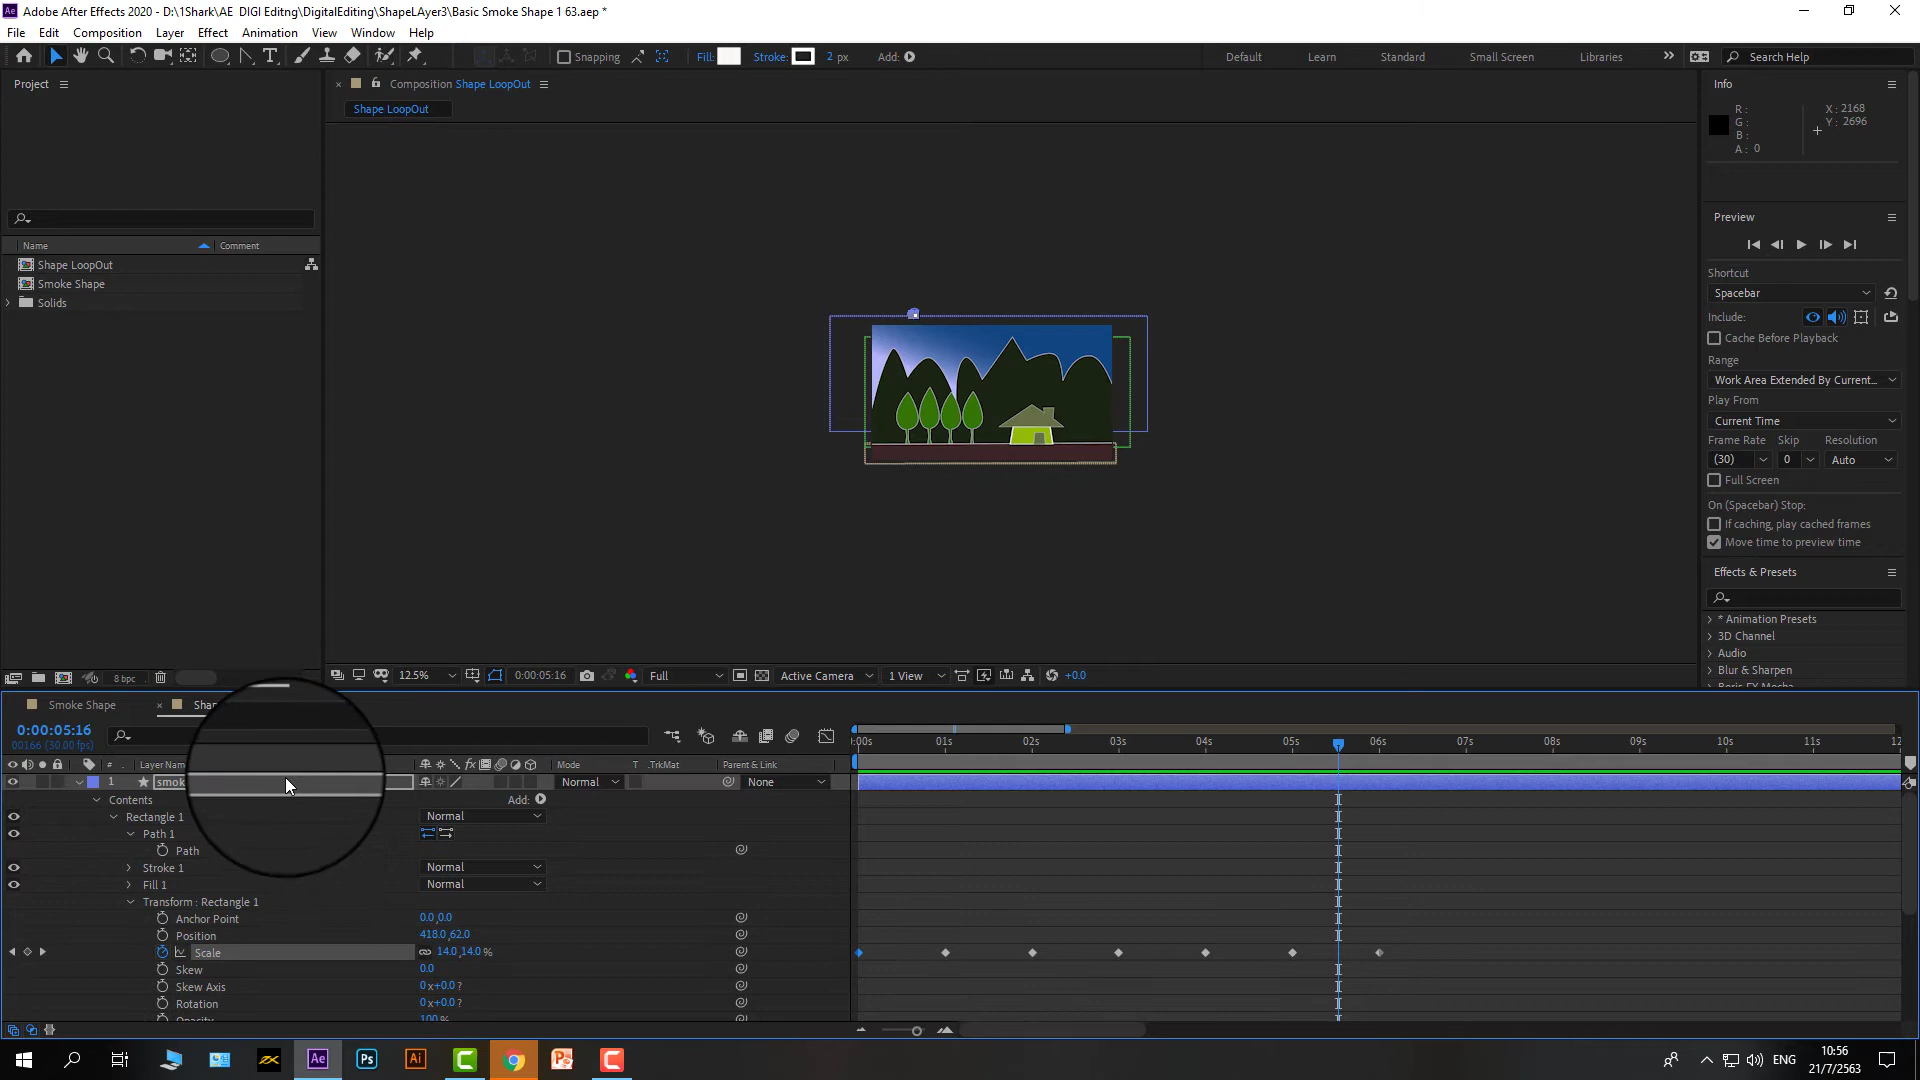 Adobe After Effects 2020 - D:\1Shark\AE  DIGI Editng\DigitalEditing\ShapeLAyer3\Basic Smoke Shape 1 63.aep *
File Edit Composition Layer Effect Animation View Window Help
Snapping Fill: Stroke: 2 px Add: Default Learn Standard Small Screen Libraries Search Help
Project
Composition Shape LoopOut
Shape LoopOut
Name Comment
Shape LoopOut
Smoke Shape
Solids
Info
R :
G :
B :
A : 0
X : 2168
Y : 2696
Preview
Shortcut
Spacebar
Include:
Cache Before Playback
Range
Work Area Extended By Current...
Play From
Current Time
Frame Rate Skip Resolution
(30) 0 Auto
Full Screen
On (Spacebar) Stop:
If caching, play cached frames
Move time to preview time
Effects & Presets
* Animation Presets
3D Channel
Audio
Blur & Sharpen
8 bpc
12.5% 0:00:05:16 Full Active Camera 1 View +0.0
Smoke Shape
0:00:05:16
00166 (30.00 fps)
:00s 01s 02s 03s 04s 05s 06s 07s 08s 09s 10s 11s 12
# Mode T .TrkMat Parent & Link
1 Normal None
Contents Add:
Rectangle 1 Normal
Path 1
Path
Stroke 1 Normal
Fill 1 Normal
Transform : Rectangle 1
Anchor Point 0.0,0.0
Position 418.0,62.0
Scale 14.0,14.0 %
Skew 0.0
Skew Axis 0 x+0.0 ?
Rotation 0 x+0.0 ?
Opacity 100 %
Ae Ps Ai
ENG
10:56
21/7/2563